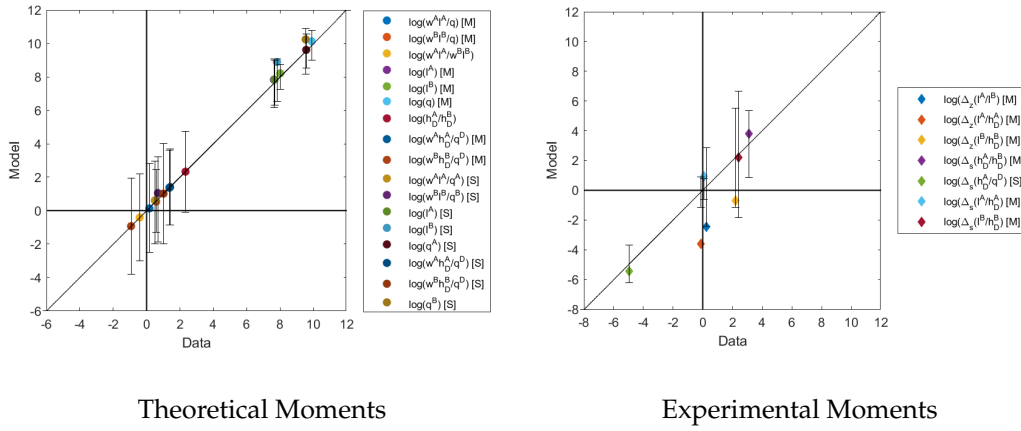 12
10
8
6
4
2
0
-2
-4
-6
-6 -4 -2 0 2 4 6 8 10 12
Model
Data
log(w^A l^A/q) [M]
log(w^B l^B/q) [M]
log(w^A l^A/w^B l^B)
log(l^A) [M]
log(l^B) [M]
log(q) [M]
log(h_D^A/h_D^B)
log(w^A h_D^A/q^D) [M]
log(w^B h_D^B/q^D) [M]
log(w^A l^A/q^A) [S]
log(w^B l^B/q^B) [S]
log(l^A) [S]
log(l^B) [S]
log(q^A) [S]
log(w^A h_D^A/q^D) [S]
log(w^B h_D^B/q^D) [S]
log(q^B) [S]
Theoretical Moments
12
10
8
6
4
2
0
-2
-4
-6
-8
-8 -6 -4 -2 0 2 4 6 8 10 12
Model
Data
log(Δ_z(l^A/l^B) [M]
log(Δ_z(l^A/h_D^A) [M]
log(Δ_z(l^B/h_D^B) [M]
log(Δ_s(h_D^A/h_D^B) [M]
log(Δ_s(h_D^A/q^D) [S]
log(Δ_s(l^A/h_D^A) [M]
log(Δ_s(l^B/h_D^B) [M]
Experimental Moments